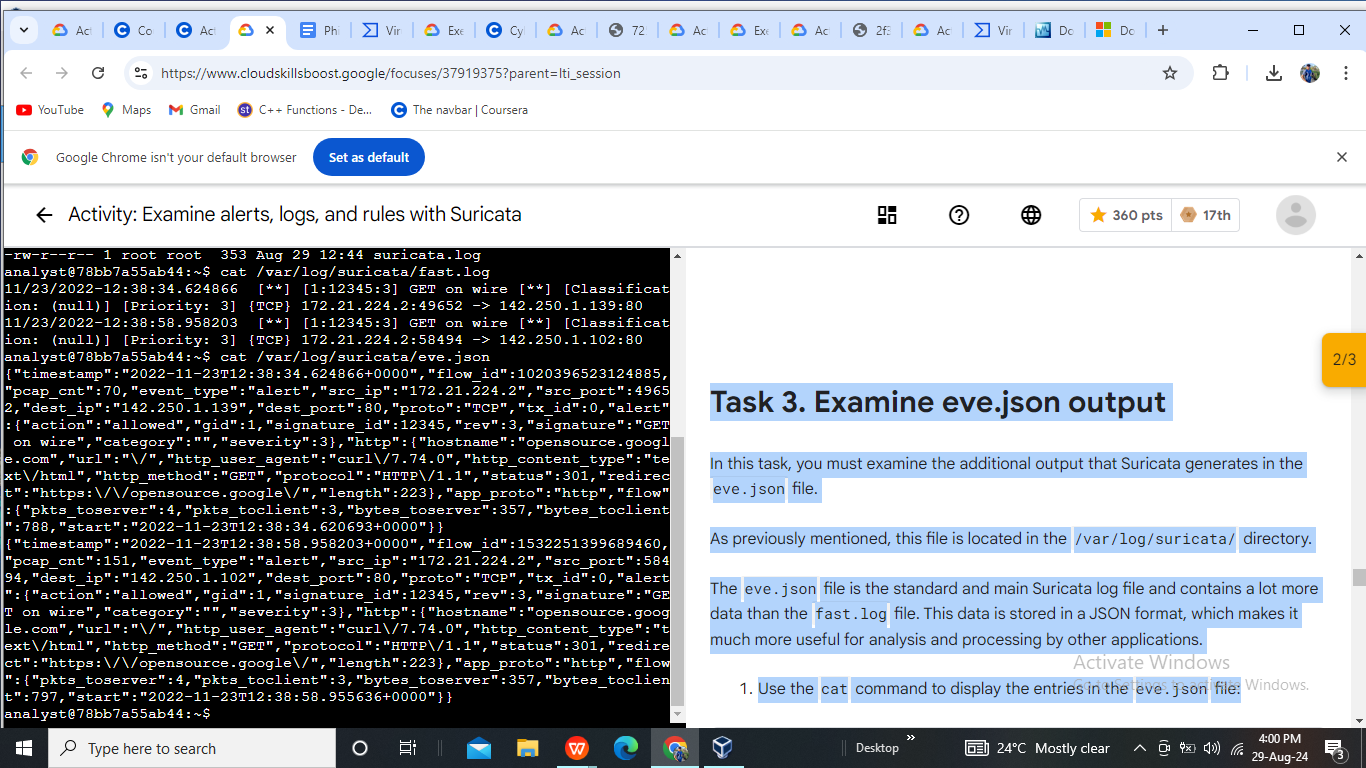 Act
Co
Act
Ph
Vir
Exe
Cy
Ac
72
Ac
Exe
Ac
2f3
Ac
Vir
Dc
Dc
https://www.cloudskillsboost.google/focuses/37919375?parent=lti_session
YouTube Maps Gmail C++ Functions - De... The navbar | Coursera
Google Chrome isn't your default browser Set as default
Activity: Examine alerts, logs, and rules with Suricata 360 pts 17th
-rw-r--r-- 1 root root  353 Aug 29 12:44 suricata.log
analyst@78bb7a55ab44:~$ cat /var/log/suricata/fast.log
11/23/2022-12:38:34.624866  [**] [1:12345:3] GET on wire [**] [Classificat
ion: (null)] [Priority: 3] {TCP} 172.21.224.2:49652 -> 142.250.1.139:80
11/23/2022-12:38:58.958203  [**] [1:12345:3] GET on wire [**] [Classificat
ion: (null)] [Priority: 3] {TCP} 172.21.224.2:58494 -> 142.250.1.102:80
analyst@78bb7a55ab44:~$ cat /var/log/suricata/eve.json
{"timestamp":"2022-11-23T12:38:34.624866+0000","flow_id":1020396523124885,
"pcap_cnt":70,"event_type":"alert","src_ip":"172.21.224.2","src_port":4965
2,"dest_ip":"142.250.1.139","dest_port":80,"proto":"TCP","tx_id":0,"alert"
:{"action":"allowed","gid":1,"signature_id":12345,"rev":3,"signature":"GET
 on wire","category":"","severity":3},"http":{"hostname":"opensource.googl
e.com","url":"\/","http_user_agent":"curl\/7.74.0","http_content_type":"te
xt\/html","http_method":"GET","protocol":"HTTP\/1.1","status":301,"redirec
t":"https:\/\/opensource.google\/","length":223},"app_proto":"http","flow"
:{"pkts_toserver":4,"pkts_toclient":3,"bytes_toserver":357,"bytes_toclient
":788,"start":"2022-11-23T12:38:34.620693+0000"}}
{"timestamp":"2022-11-23T12:38:58.958203+0000","flow_id":1532251399689460,
"pcap_cnt":151,"event_type":"alert","src_ip":"172.21.224.2","src_port":584
94,"dest_ip":"142.250.1.102","dest_port":80,"proto":"TCP","tx_id":0,"alert
":{"action":"allowed","gid":1,"signature_id":12345,"rev":3,"signature":"GE
T on wire","category":"","severity":3},"http":{"hostname":"opensource.goog
le.com","url":"\/","http_user_agent":"curl\/7.74.0","http_content_type":"t
ext\/html","http_method":"GET","protocol":"HTTP\/1.1","status":301,"redire
ct":"https:\/\/opensource.google\/","length":223},"app_proto":"http","flow
":{"pkts_toserver":4,"pkts_toclient":3,"bytes_toserver":357,"bytes_toclien
t":797,"start":"2022-11-23T12:38:58.955636+0000"}}
analyst@78bb7a55ab44:~$
2/3
Task 3. Examine eve.json output
In this task, you must examine the additional output that Suricata generates in the
eve.json file.
As previously mentioned, this file is located in the /var/log/suricata/ directory.
The eve.json file is the standard and main Suricata log file and contains a lot more
data than the fast.log file. This data is stored in a JSON format, which makes it
much more useful for analysis and processing by other applications.
Activate Windows
Go to Settings to activate Windows.
1. Use the cat command to display the entries in the eve.json file:
Type here to search
Desktop
24°C Mostly clear
4:00 PM
29-Aug-24
3